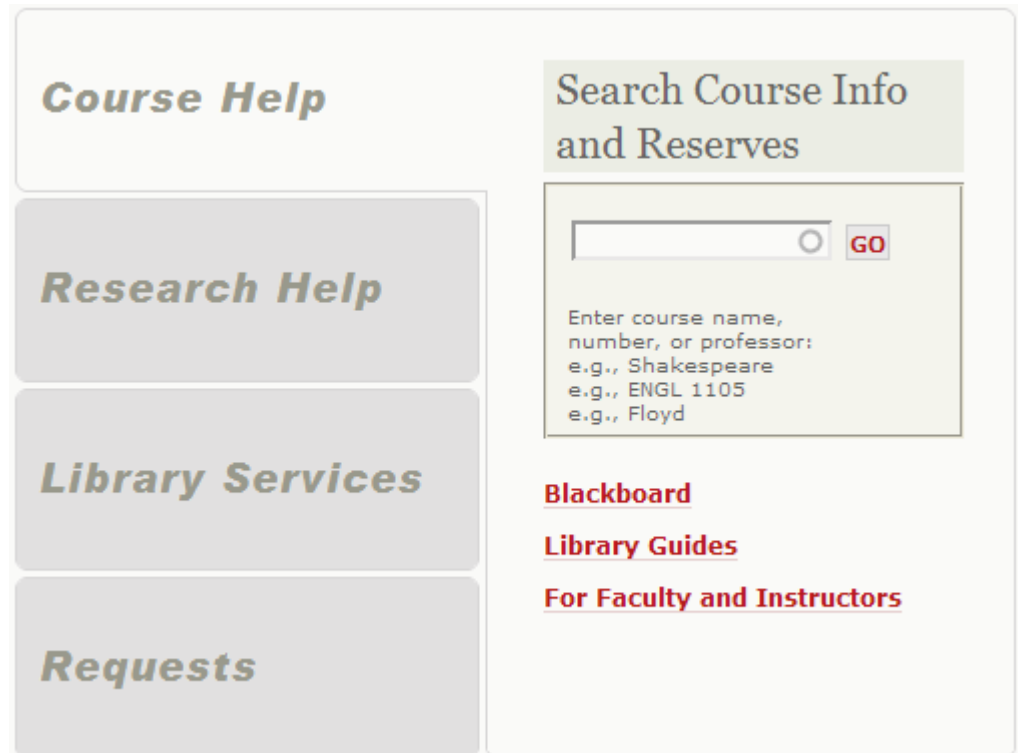 Course Help
Research Help
Library Services
Requests
Search Course Info
and Reserves
GO
Enter course name,
number, or professor:
e.g., Shakespeare
e.g., ENGL 1105
e.g., Floyd
Blackboard
Library Guides
For Faculty and Instructors